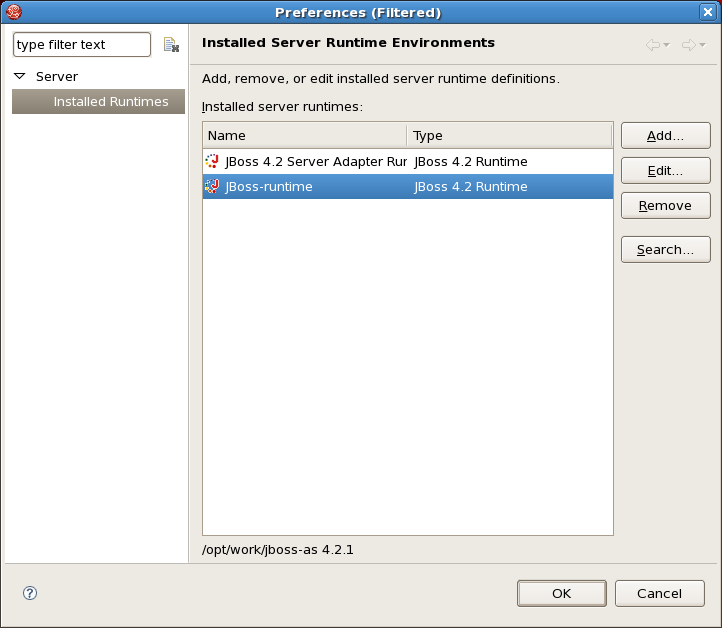 Preferences (Filtered)
type filter text
Server
Installed Runtimes
Installed Server Runtime Environments
Add, remove, or edit installed server runtime definitions.
Installed server runtimes:
Name Type
JBoss 4.2 Server Adapter Rur JBoss 4.2 Runtime
JBoss-runtime JBoss 4.2 Runtime
Add...
Edit...
Remove
Search...
/opt/work/jboss-as 4.2.1
?
OK Cancel